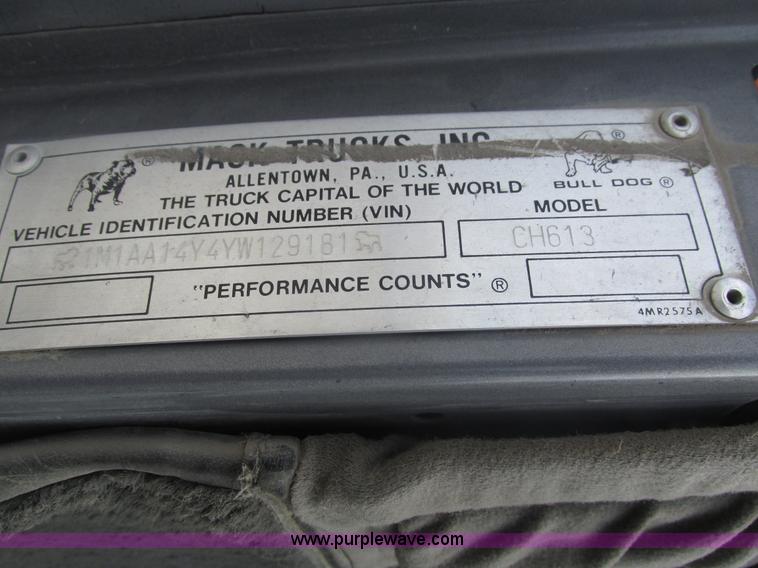 MACK TRUCKS, INC.
ALLENTOWN, PA., U.S.A.
THE TRUCK CAPITAL OF THE WORLD
BULL DOG ®
VEHICLE IDENTIFICATION NUMBER (VIN)
MODEL
1M1AA14Y4YW129181
CH613
"PERFORMANCE COUNTS" ®
4MR2575A
www.purplewave.com